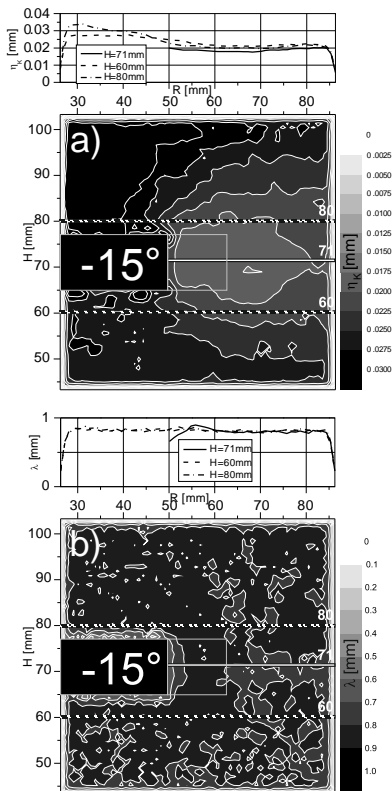 0.04
0.03
0.02
0.01
0
ηK [mm]
H=71mm
H=60mm
H=80mm
30 40 50 60 70 80
R [mm]
a)
100
90
80
70
60
50
H [mm]
-15°
80
71
60
0
0.0025
0.0050
0.0075
0.0100
0.0125
0.0150
0.0175
0.0200
0.0225
0.0250
0.0275
0.0300
ηK [mm]
1
0
λ [mm]
H=71mm
H=60mm
H=80mm
30 40 50 60 70 80
R [mm]
b)
100
90
80
70
60
50
H [mm]
-15°
80
71
60
0
0.1
0.2
0.3
0.4
0.5
0.6
0.7
0.8
0.9
1.0
λ [mm]